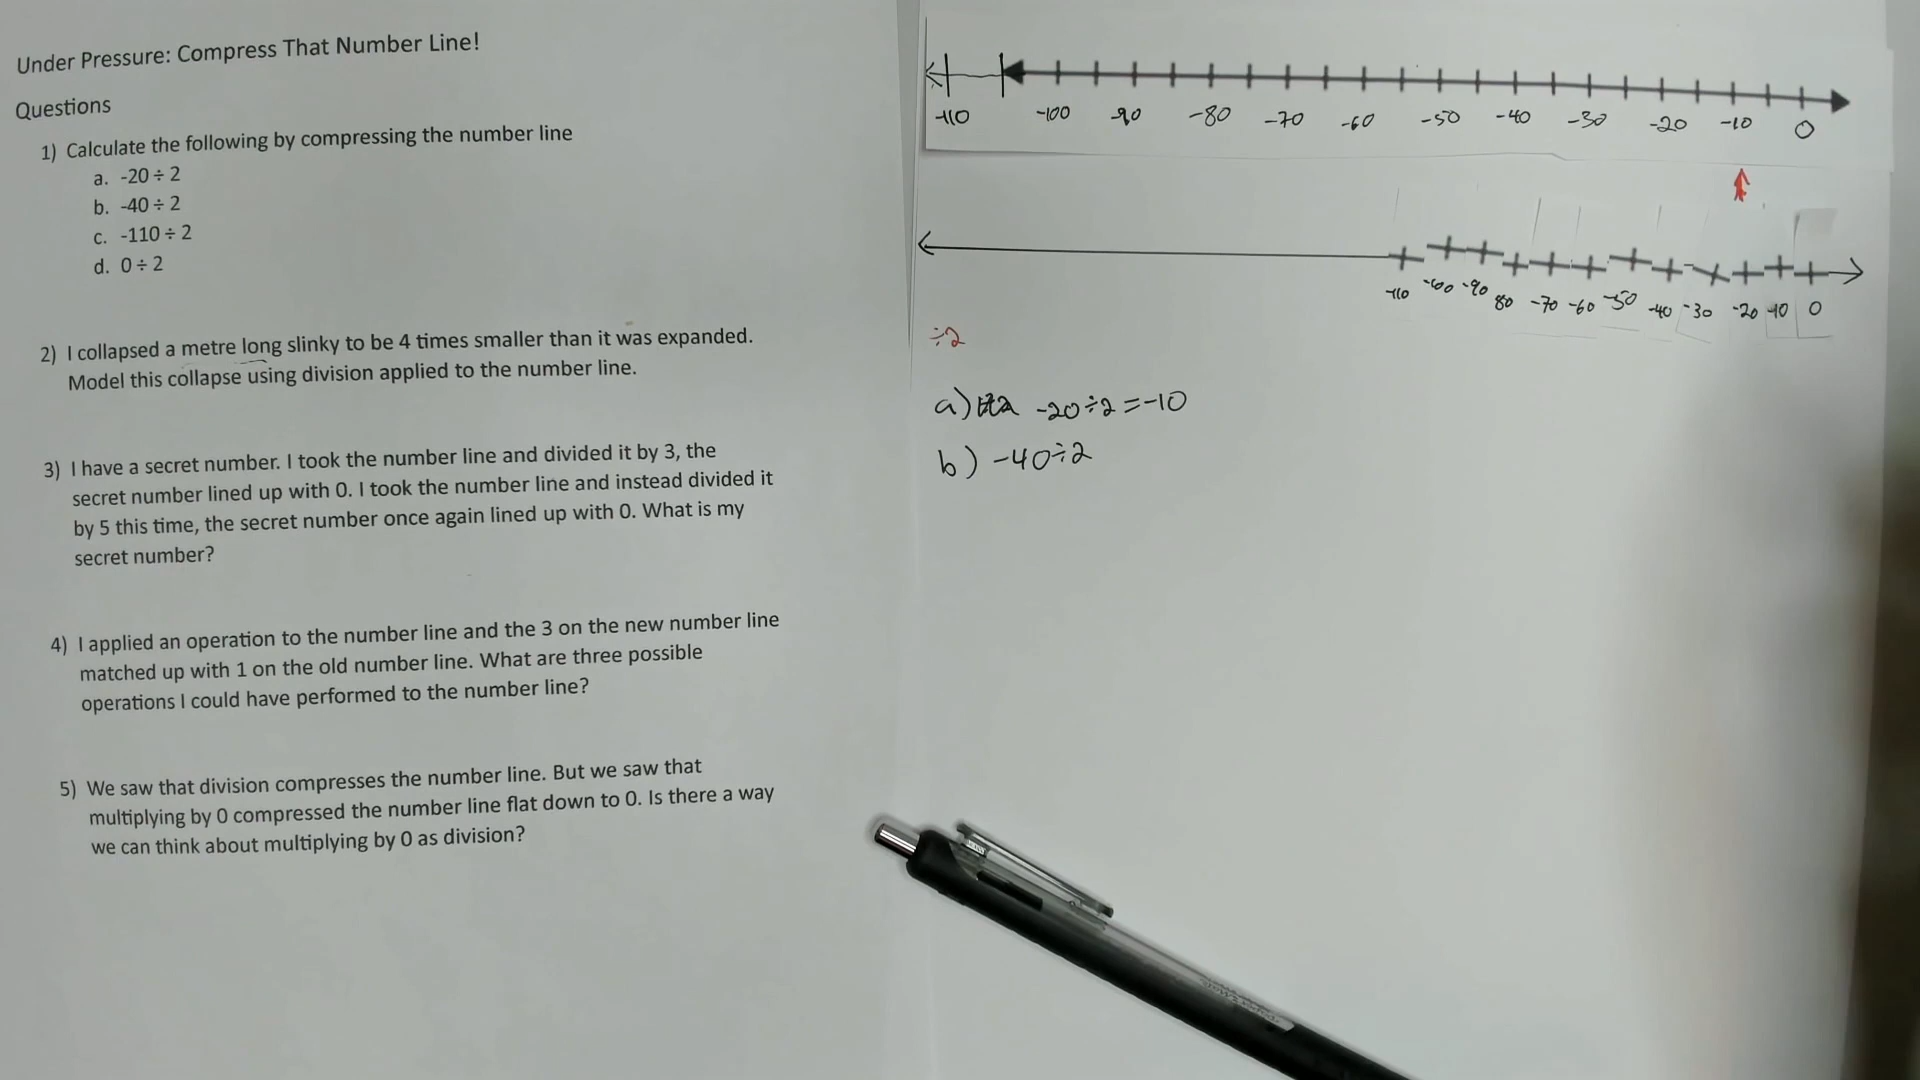 Under Pressure: Compress That Number Line!
Questions
1) Calculate the following by compressing the number line
a. -20 ÷ 2
b. -40 ÷ 2
c. -110 ÷ 2
d. 0 ÷ 2
2) I collapsed a metre long slinky to be 4 times smaller than it was expanded.
Model this collapse using division applied to the number line.
3) I have a secret number. I took the number line and divided it by 3, the
secret number lined up with 0. I took the number line and instead divided it
by 5 this time, the secret number once again lined up with 0. What is my
secret number?
4) I applied an operation to the number line and the 3 on the new number line
matched up with 1 on the old number line. What are three possible
operations I could have performed to the number line?
5) We saw that division compresses the number line. But we saw that
multiplying by 0 compressed the number line flat down to 0. Is there a way
we can think about multiplying by 0 as division?
-110 -100 -90 -80 -70 -60 -50 -40 -30 -20 -10 0
-110 -100 -90 80 -70 -60 -50 -40 -30 -20 -10 0
÷2
a) -20÷2=-10
b) -40÷2